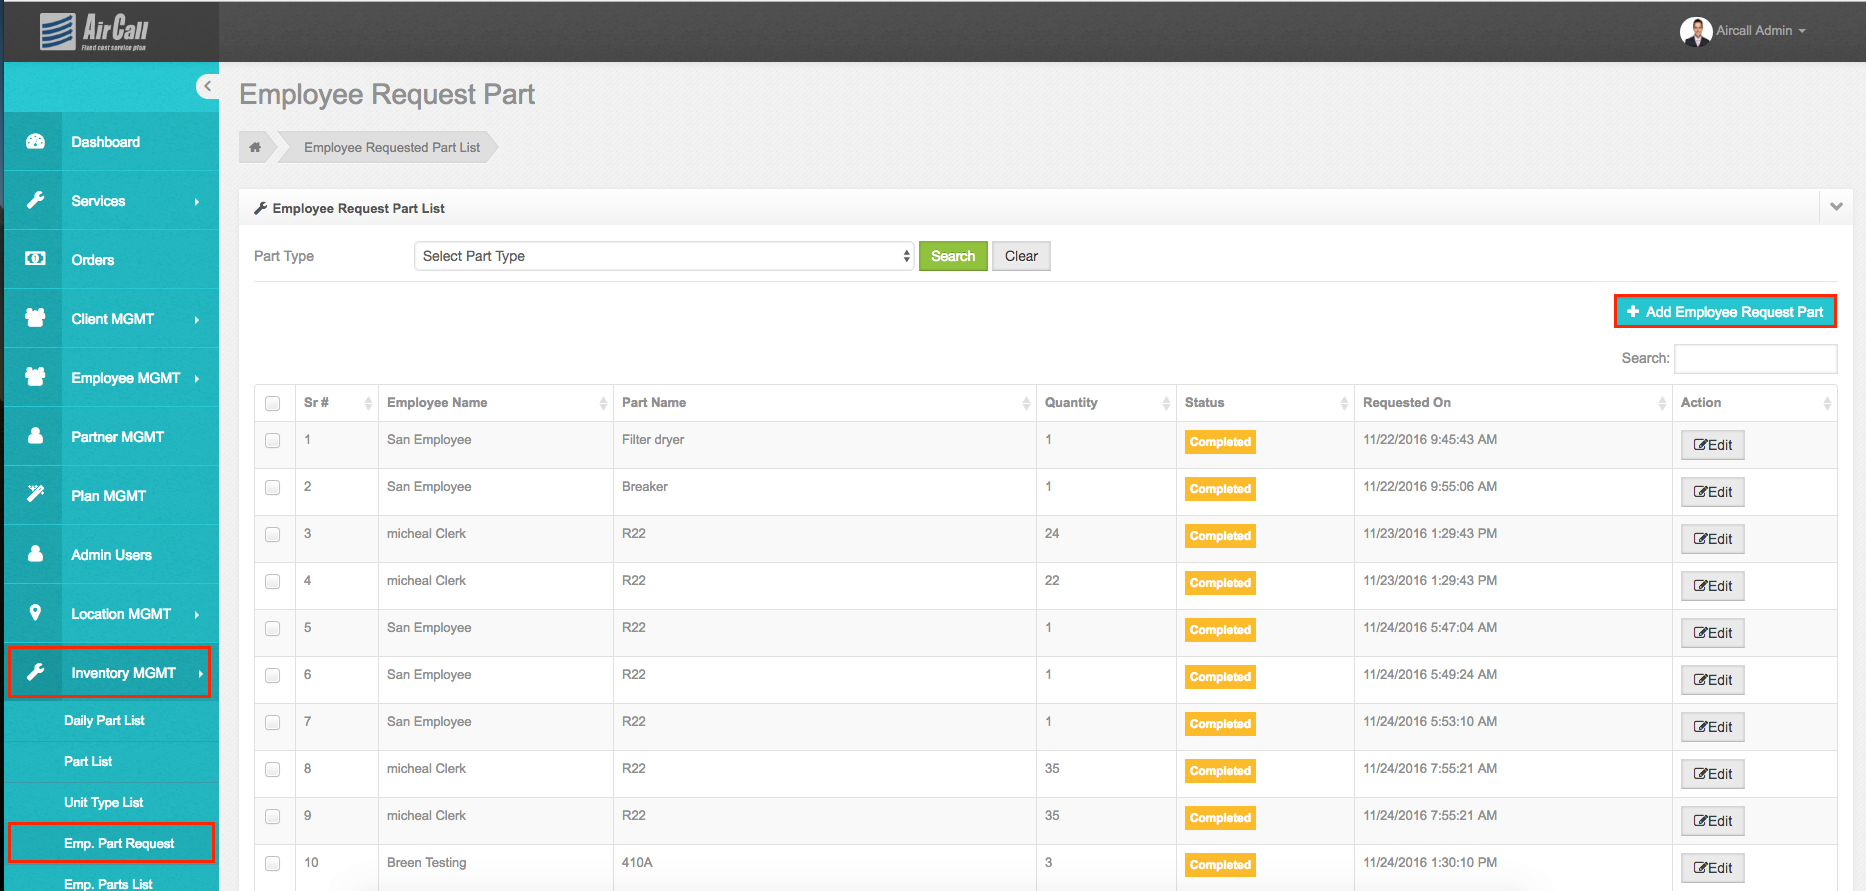 AirCall
Fixed cost service plan
Aircall Admin
Dashboard
Services
Orders
Client MGMT
Employee MGMT
Partner MGMT
Plan MGMT
Admin Users
Location MGMT
Inventory MGMT
Daily Part List
Part List
Unit Type List
Emp. Part Request
Emp. Parts List
Employee Request Part
Employee Requested Part List
Employee Request Part List
Part Type Select Part Type Search Clear
Add Employee Request Part
Search:
Sr # Employee Name Part Name Quantity Status Requested On Action
1 San Employee Filter dryer 1 Completed 11/22/2016 9:45:43 AM Edit
2 San Employee Breaker 1 Completed 11/22/2016 9:55:06 AM Edit
3 micheal Clerk R22 24 Completed 11/23/2016 1:29:43 PM Edit
4 micheal Clerk R22 22 Completed 11/23/2016 1:29:43 PM Edit
5 San Employee R22 1 Completed 11/24/2016 5:47:04 AM Edit
6 San Employee R22 1 Completed 11/24/2016 5:49:24 AM Edit
7 San Employee R22 1 Completed 11/24/2016 5:53:10 AM Edit
8 micheal Clerk R22 35 Completed 11/24/2016 7:55:21 AM Edit
9 micheal Clerk R22 35 Completed 11/24/2016 7:55:21 AM Edit
10 Breen Testing 410A 3 Completed 11/24/2016 1:30:10 PM Edit